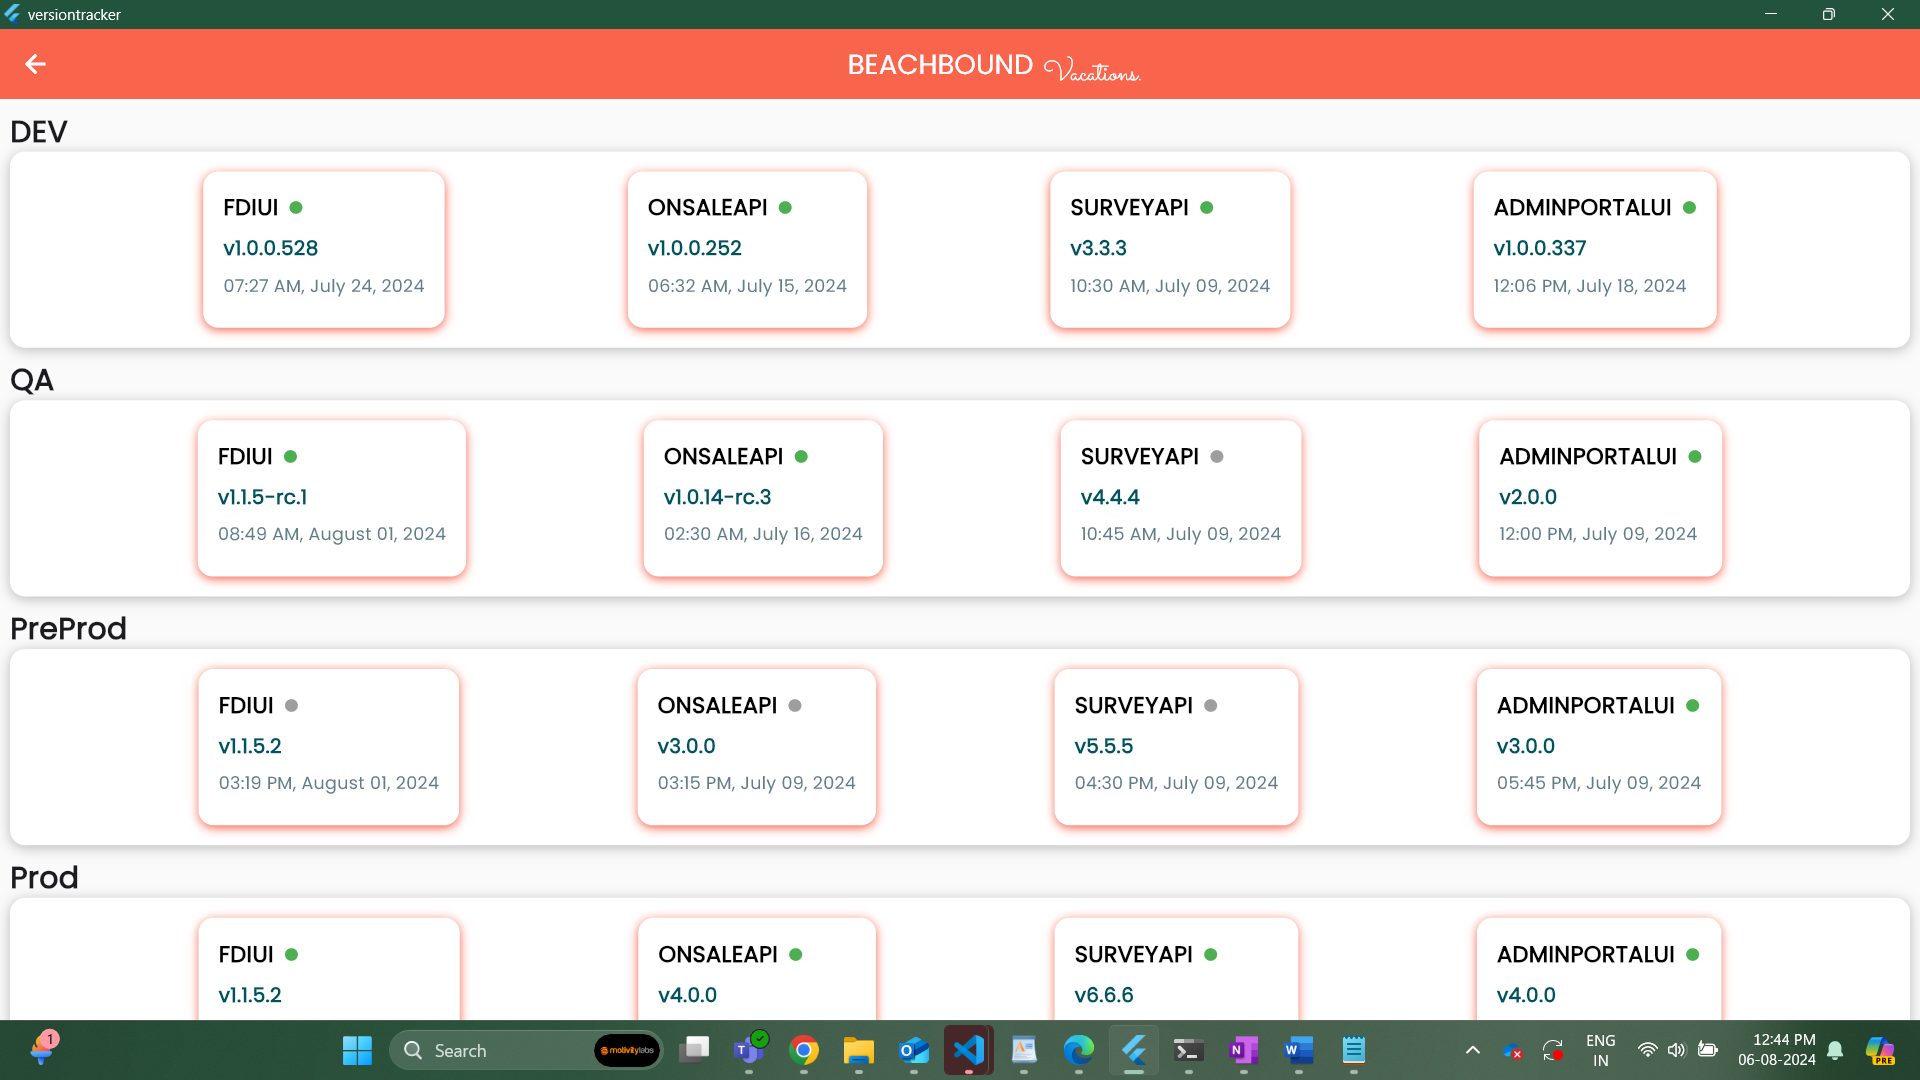 versiontracker
BEACHBOUND Vacations.
DEV
FDIUI
v1.0.0.528
07:27 AM, July 24, 2024
ONSALEAPI
v1.0.0.252
06:32 AM, July 15, 2024
SURVEYAPI
v3.3.3
10:30 AM, July 09, 2024
ADMINPORTALUI
v1.0.0.337
12:06 PM, July 18, 2024
QA
FDIUI
v1.1.5-rc.1
08:49 AM, August 01, 2024
ONSALEAPI
v1.0.14-rc.3
02:30 AM, July 16, 2024
SURVEYAPI
v4.4.4
10:45 AM, July 09, 2024
ADMINPORTALUI
v2.0.0
12:00 PM, July 09, 2024
PreProd
FDIUI
v1.1.5.2
03:19 PM, August 01, 2024
ONSALEAPI
v3.0.0
03:15 PM, July 09, 2024
SURVEYAPI
v5.5.5
04:30 PM, July 09, 2024
ADMINPORTALUI
v3.0.0
05:45 PM, July 09, 2024
Prod
FDIUI
v1.1.5.2
ONSALEAPI
v4.0.0
SURVEYAPI
v6.6.6
ADMINPORTALUI
v4.0.0
1
Search
motivitylabs
ENG
IN
12:44 PM
06-08-2024
PRE